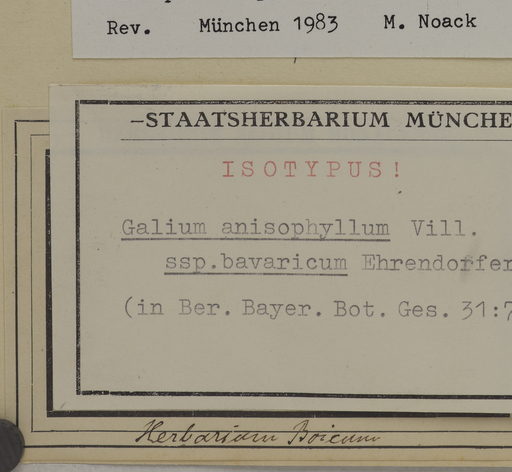 Rev. München 1983 M. Noack
-STAATSHERBARIUM MÜNCHE
ISOTYPUS!
Galium anisophyllum Vill.
ssp.bavaricum Ehrendorfer
(in Ber. Bayer. Bot. Ges. 31:7
Herbarium Boicum